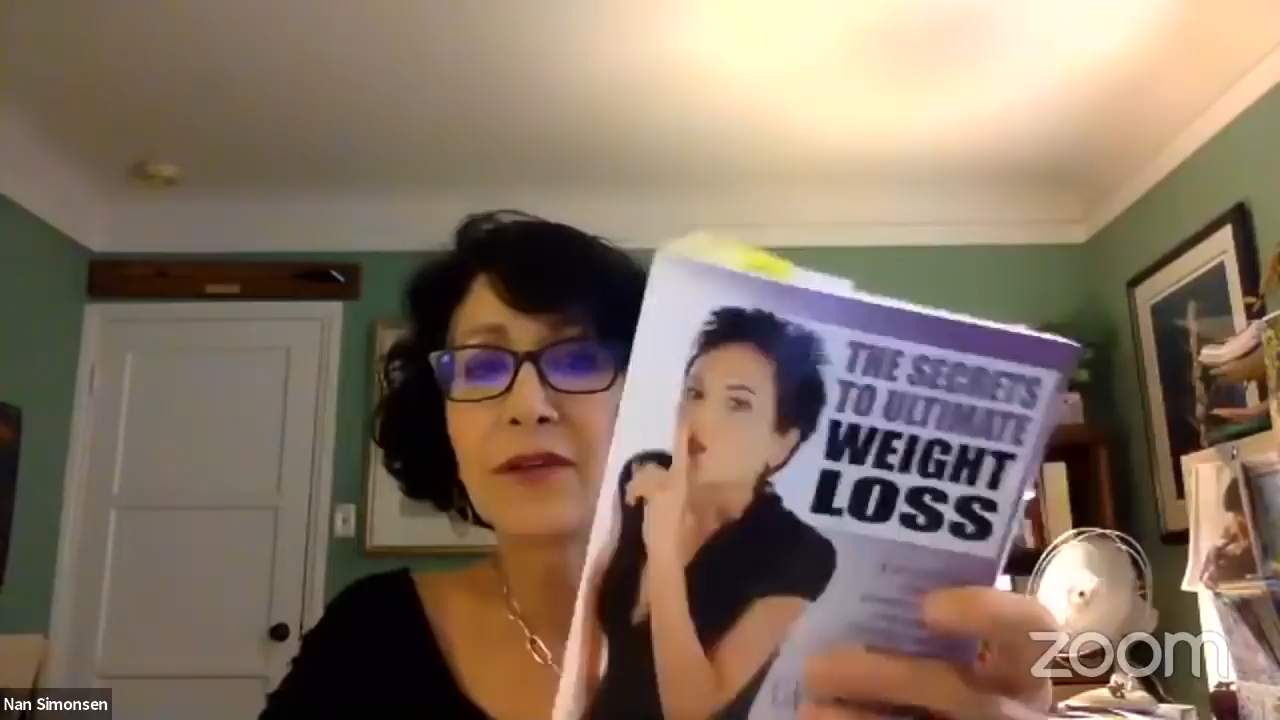 THE SECRETS
TO ULTIMATE
WEIGHT
LOSS
zoom
Nan Simonsen